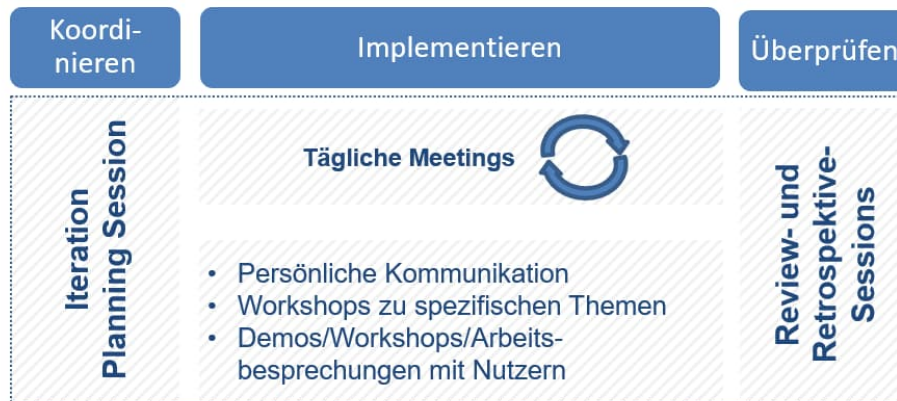 Koordi-
nieren
Implementieren
Überprüfen
Iteration
Planning Session
Tägliche Meetings
• Persönliche Kommunikation
• Workshops zu spezifischen Themen
• Demos/Workshops/Arbeits-
besprechungen mit Nutzern
Review- und
Retrospektive-
Sessions